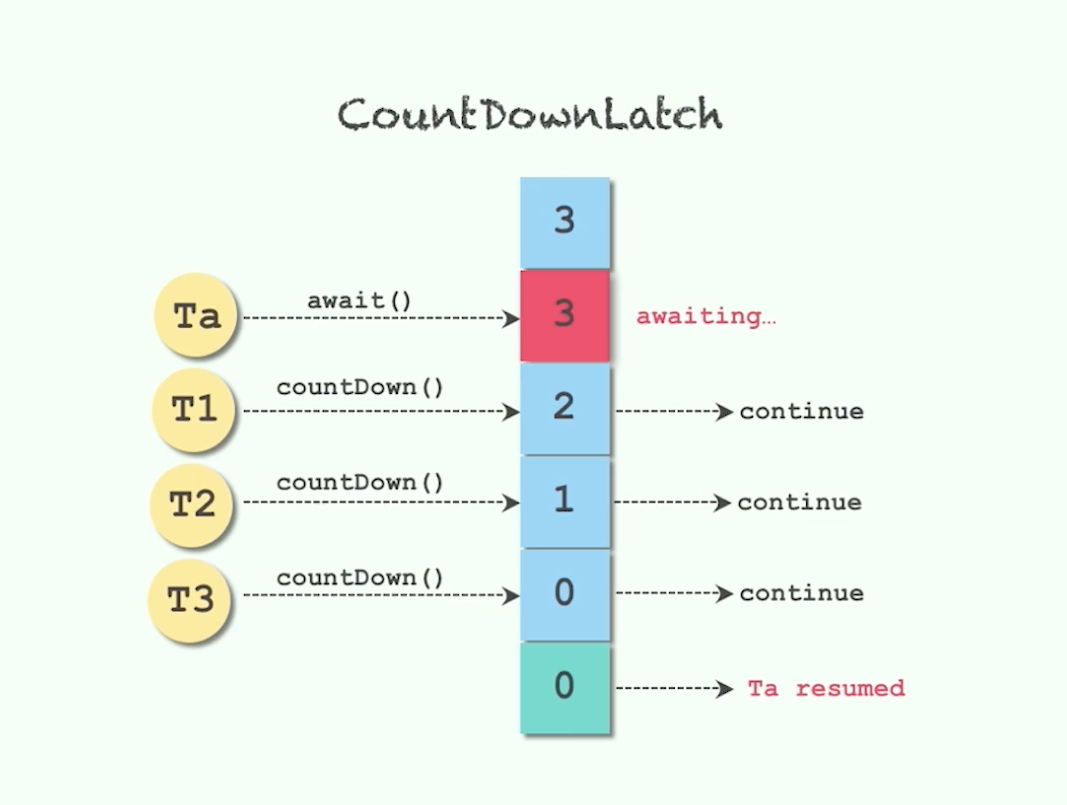 CountDownLatch
3
Ta await() 3 awaiting…
T1 countDown() 2 continue
T2 countDown() 1 continue
T3 countDown() 0 continue
0 Ta resumed